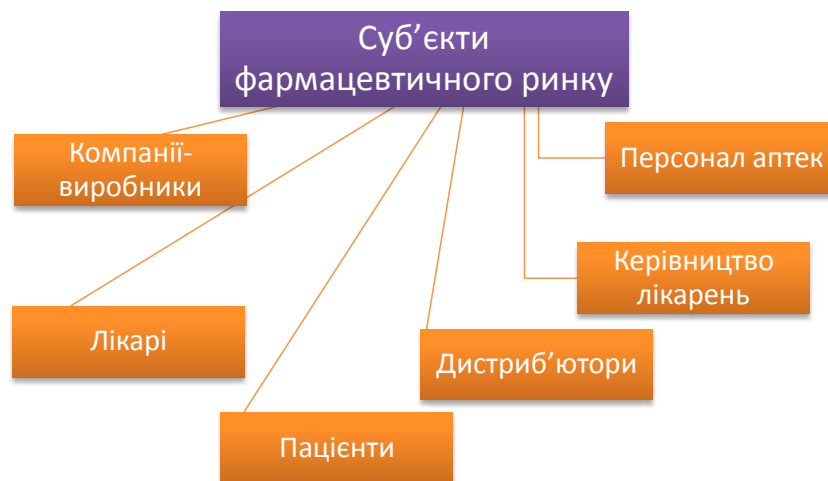 Суб’єкти
фармацевтичного ринку
Компанії-
виробники
Персонал аптек
Керівництво
лікарень
Лікарі
Дистриб’ютори
Пацієнти